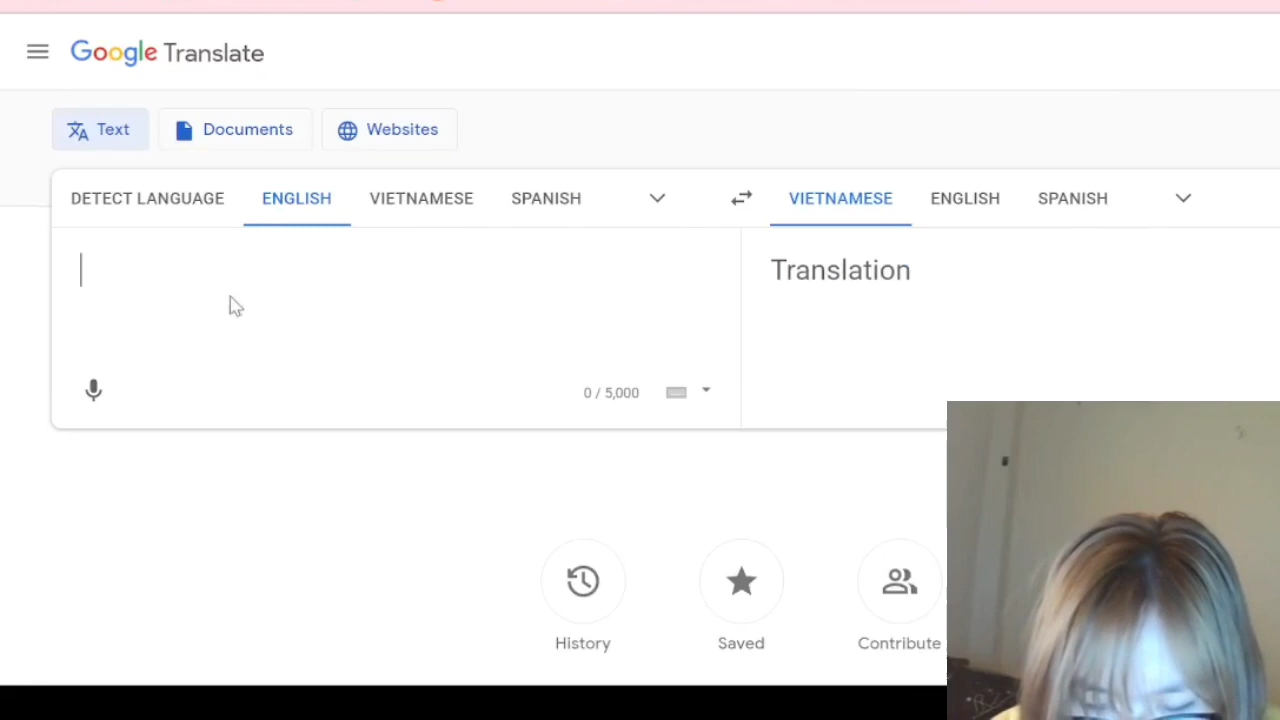 Google Translate
Text Documents Websites
DETECT LANGUAGE ENGLISH VIETNAMESE SPANISH VIETNAMESE ENGLISH SPANISH
Translation
0 / 5,000
History Saved Contribute